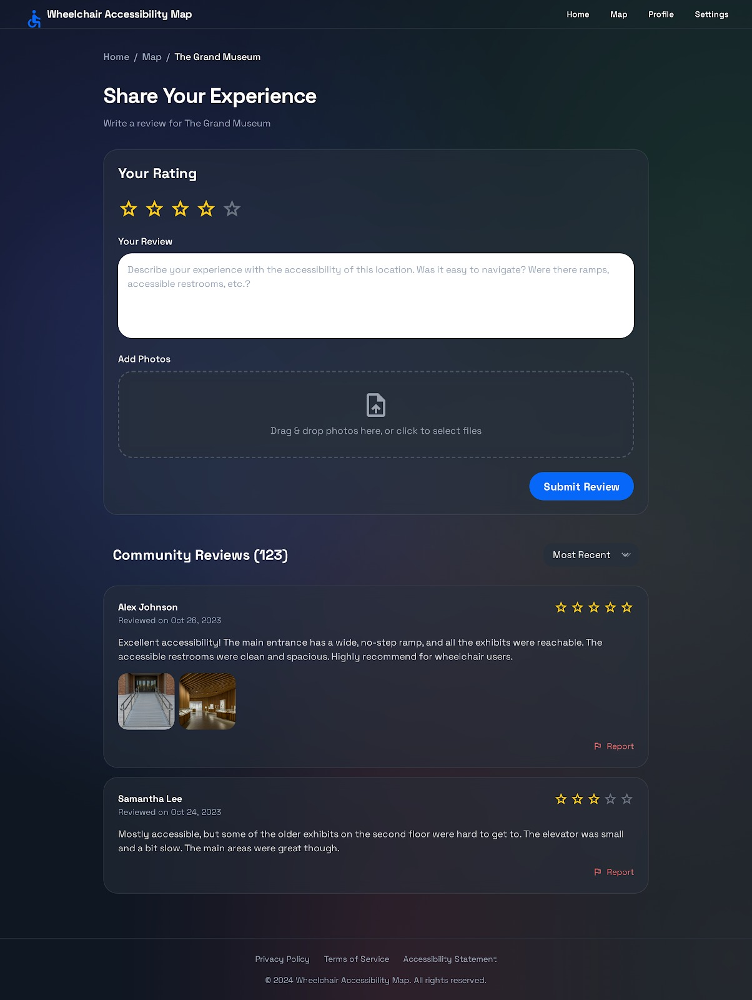 Wheelchair Accessibility Map
Home
Map
Profile
Settings
Home / Map / The Grand Museum
Share Your Experience
Write a review for The Grand Museum
Your Rating
Your Review
Describe your experience with the accessibility of this location. Was it easy to navigate? Were there ramps,
accessible restrooms, etc.?
Add Photos
Drag & drop photos here, or click to select files
Submit Review
Community Reviews (123)
Most Recent
Alex Johnson
Reviewed on Oct 26, 2023
Excellent accessibility! The main entrance has a wide, no-step ramp, and all the exhibits were reachable. The
accessible restrooms were clean and spacious. Highly recommend for wheelchair users.
Report
Samantha Lee
Reviewed on Oct 24, 2023
Mostly accessible, but some of the older exhibits on the second floor were hard to get to. The elevator was small
and a bit slow. The main areas were great though.
Report
Privacy Policy
Terms of Service
Accessibility Statement
© 2024 Wheelchair Accessibility Map. All rights reserved.